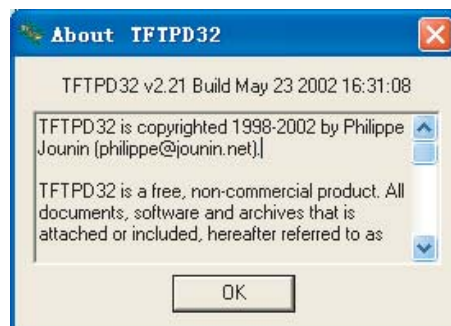 About TFTPD32
TFTPD32 v2.21 Build May 23 2002 16:31:08
TFTPD32 is copyrighted 1998-2002 by Philippe
Jounin (philippe@jounin.net).
TFTPD32 is a free, non-commercial product. All
documents, software and archives that is
attached or included, hereafter referred to as
OK